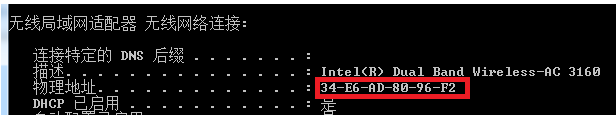 无线局域网适配器 无线网络连接:
连接特定的 DNS 后缀 . . . . . . . :
描述. . . . . . . . . . . . . . . : Intel(R) Dual Band Wireless-AC 3160
物理地址. . . . . . . . . . . . . : 34-E6-AD-80-96-F2
DHCP 已启用 . . . . . . . . . . . : 是